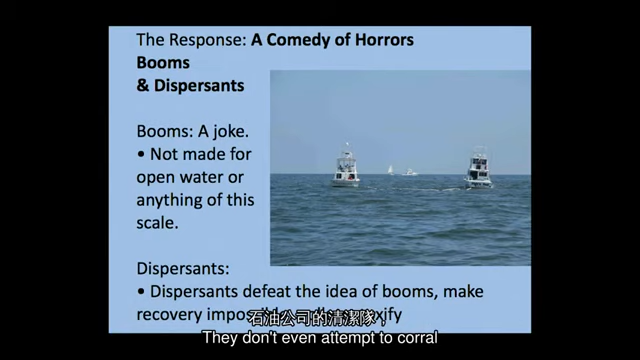 The Response: A Comedy of Horrors
Booms
& Dispersants
Booms: A joke.
• Not made for
open water or
anything of this
scale.
Dispersants:
• Dispersants defeat the idea of booms, make
recovery
石油公司的清潔隊，
They don't even attempt to corral